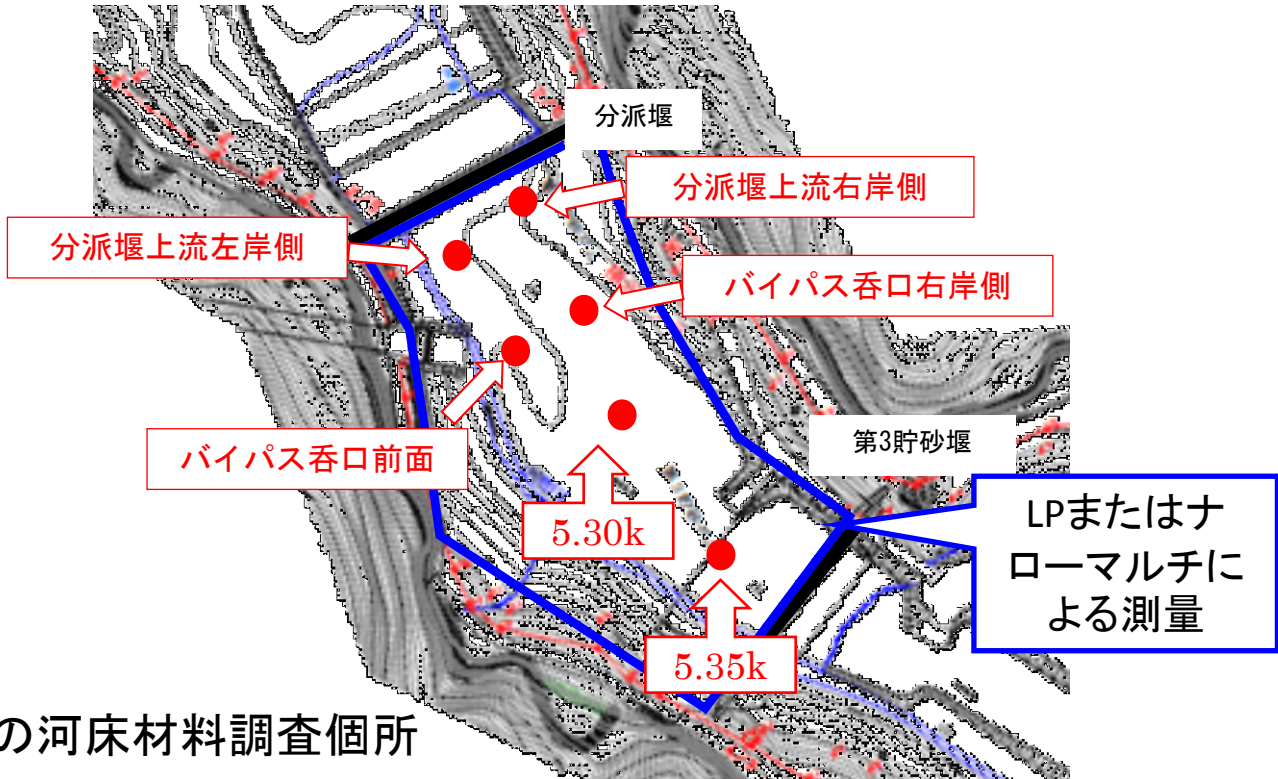 分派堰
分派堰上流右岸側
分派堰上流左岸側
バイパス呑口右岸側
バイパス呑口前面
第3貯砂堰
5.30k
LPまたはナ
ローマルチに
よる測量
5.35k
の河床材料調査個所